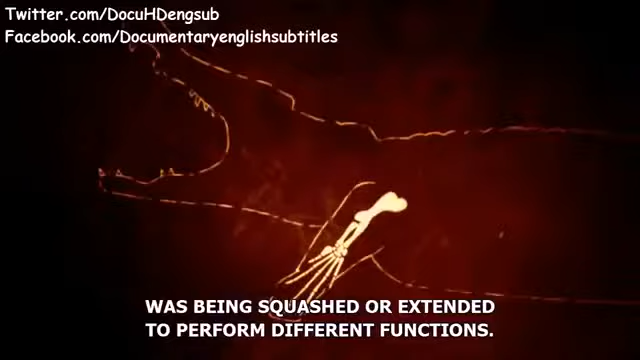 Twitter.com/DocuHDengsub
Facebook.com/Documentaryenglishsubtitles
WAS BEING SQUASHED OR EXTENDED
TO PERFORM DIFFERENT FUNCTIONS.